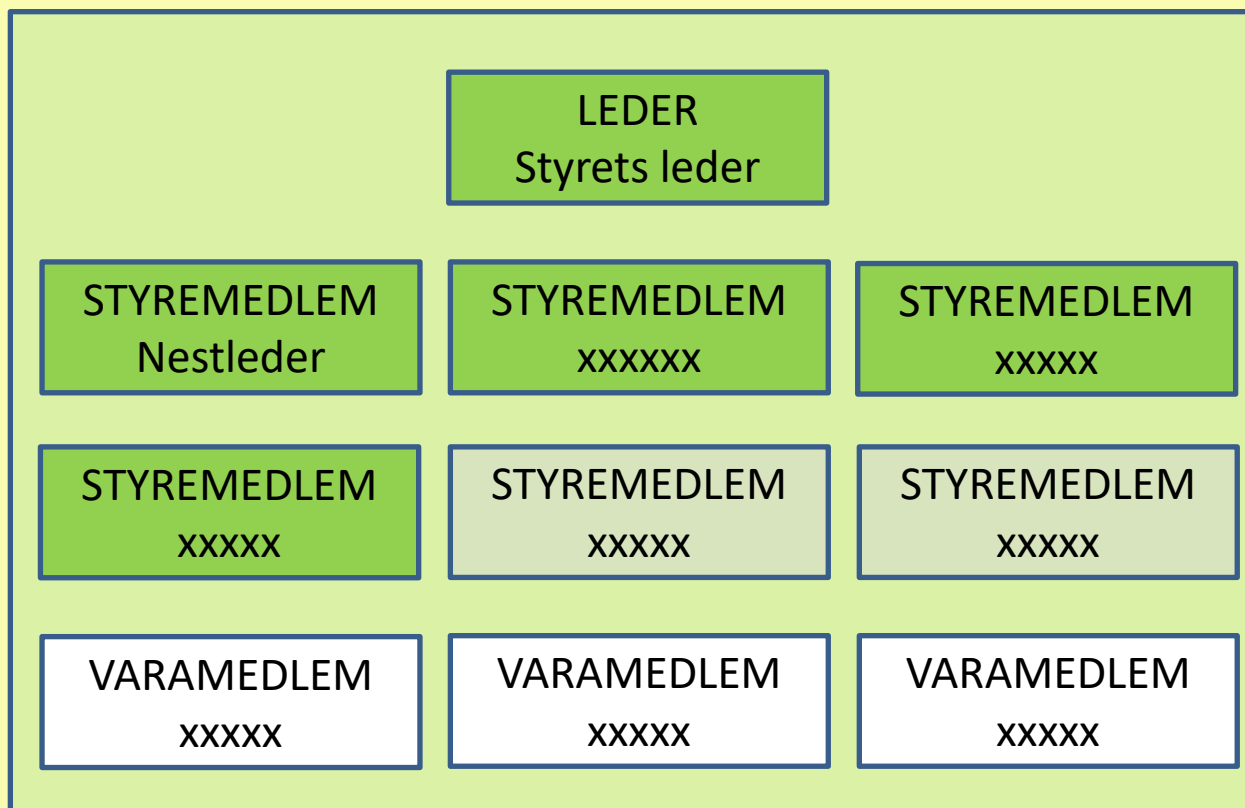 LEDER
Styrets leder
STYREMEDLEM
Nestleder
STYREMEDLEM
xxxxxx
STYREMEDLEM
xxxxx
STYREMEDLEM
xxxxx
STYREMEDLEM
xxxxx
STYREMEDLEM
xxxxx
VARAMEDLEM
xxxxx
VARAMEDLEM
xxxxx
VARAMEDLEM
xxxxx